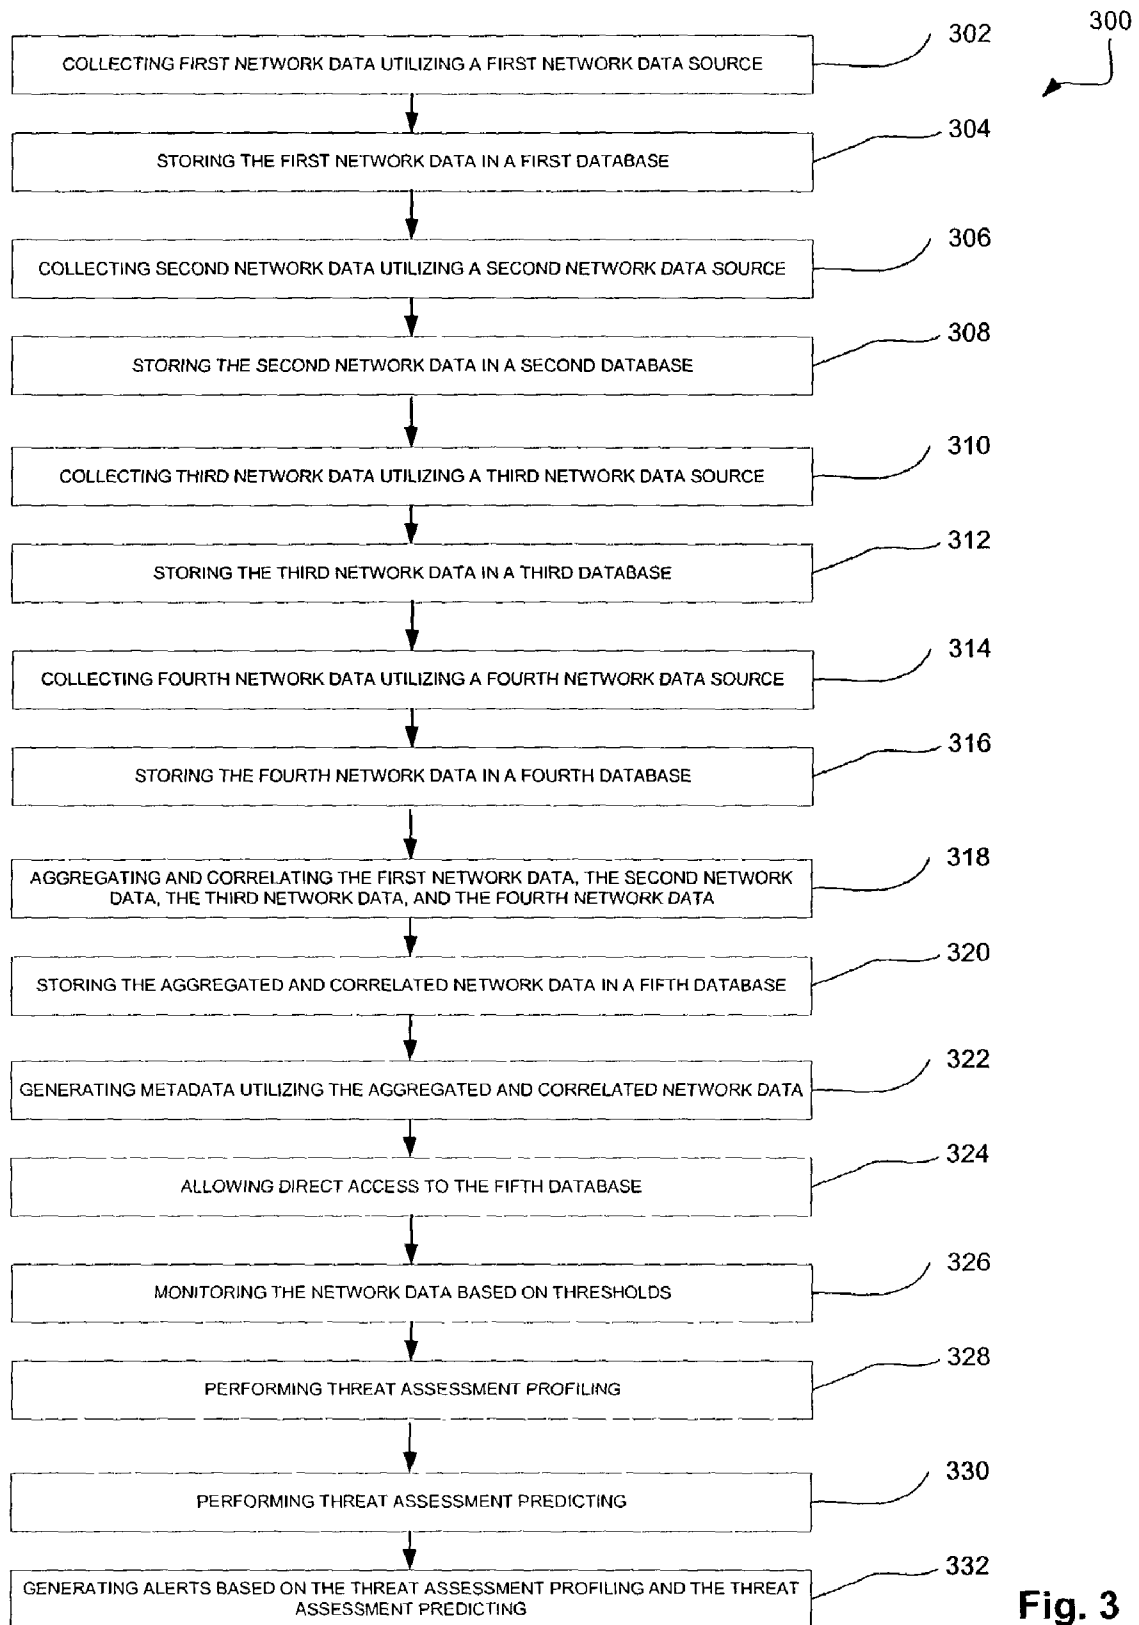 300
302
COLLECTING FIRST NETWORK DATA UTILIZING A FIRST NETWORK DATA SOURCE
304
STORING THE FIRST NETWORK DATA IN A FIRST DATABASE
306
COLLECTING SECOND NETWORK DATA UTILIZING A SECOND NETWORK DATA SOURCE
308
STORING THE SECOND NETWORK DATA IN A SECOND DATABASE
310
COLLECTING THIRD NETWORK DATA UTILIZING A THIRD NETWORK DATA SOURCE
312
STORING THE THIRD NETWORK DATA IN A THIRD DATABASE
314
COLLECTING FOURTH NETWORK DATA UTILIZING A FOURTH NETWORK DATA SOURCE
316
STORING THE FOURTH NETWORK DATA IN A FOURTH DATABASE
318
AGGREGATING AND CORRELATING THE FIRST NETWORK DATA, THE SECOND NETWORK
DATA, THE THIRD NETWORK DATA, AND THE FOURTH NETWORK DATA
320
STORING THE AGGREGATED AND CORRELATED NETWORK DATA IN A FIFTH DATABASE
322
GENERATING METADATA UTILIZING THE AGGREGATED AND CORRELATED NETWORK DATA
324
ALLOWING DIRECT ACCESS TO THE FIFTH DATABASE
326
MONITORING THE NETWORK DATA BASED ON THRESHOLDS
328
PERFORMING THREAT ASSESSMENT PROFILING
330
PERFORMING THREAT ASSESSMENT PREDICTING
332
GENERATING ALERTS BASED ON THE THREAT ASSESSMENT PROFILING AND THE THREAT
ASSESSMENT PREDICTING
Fig. 3